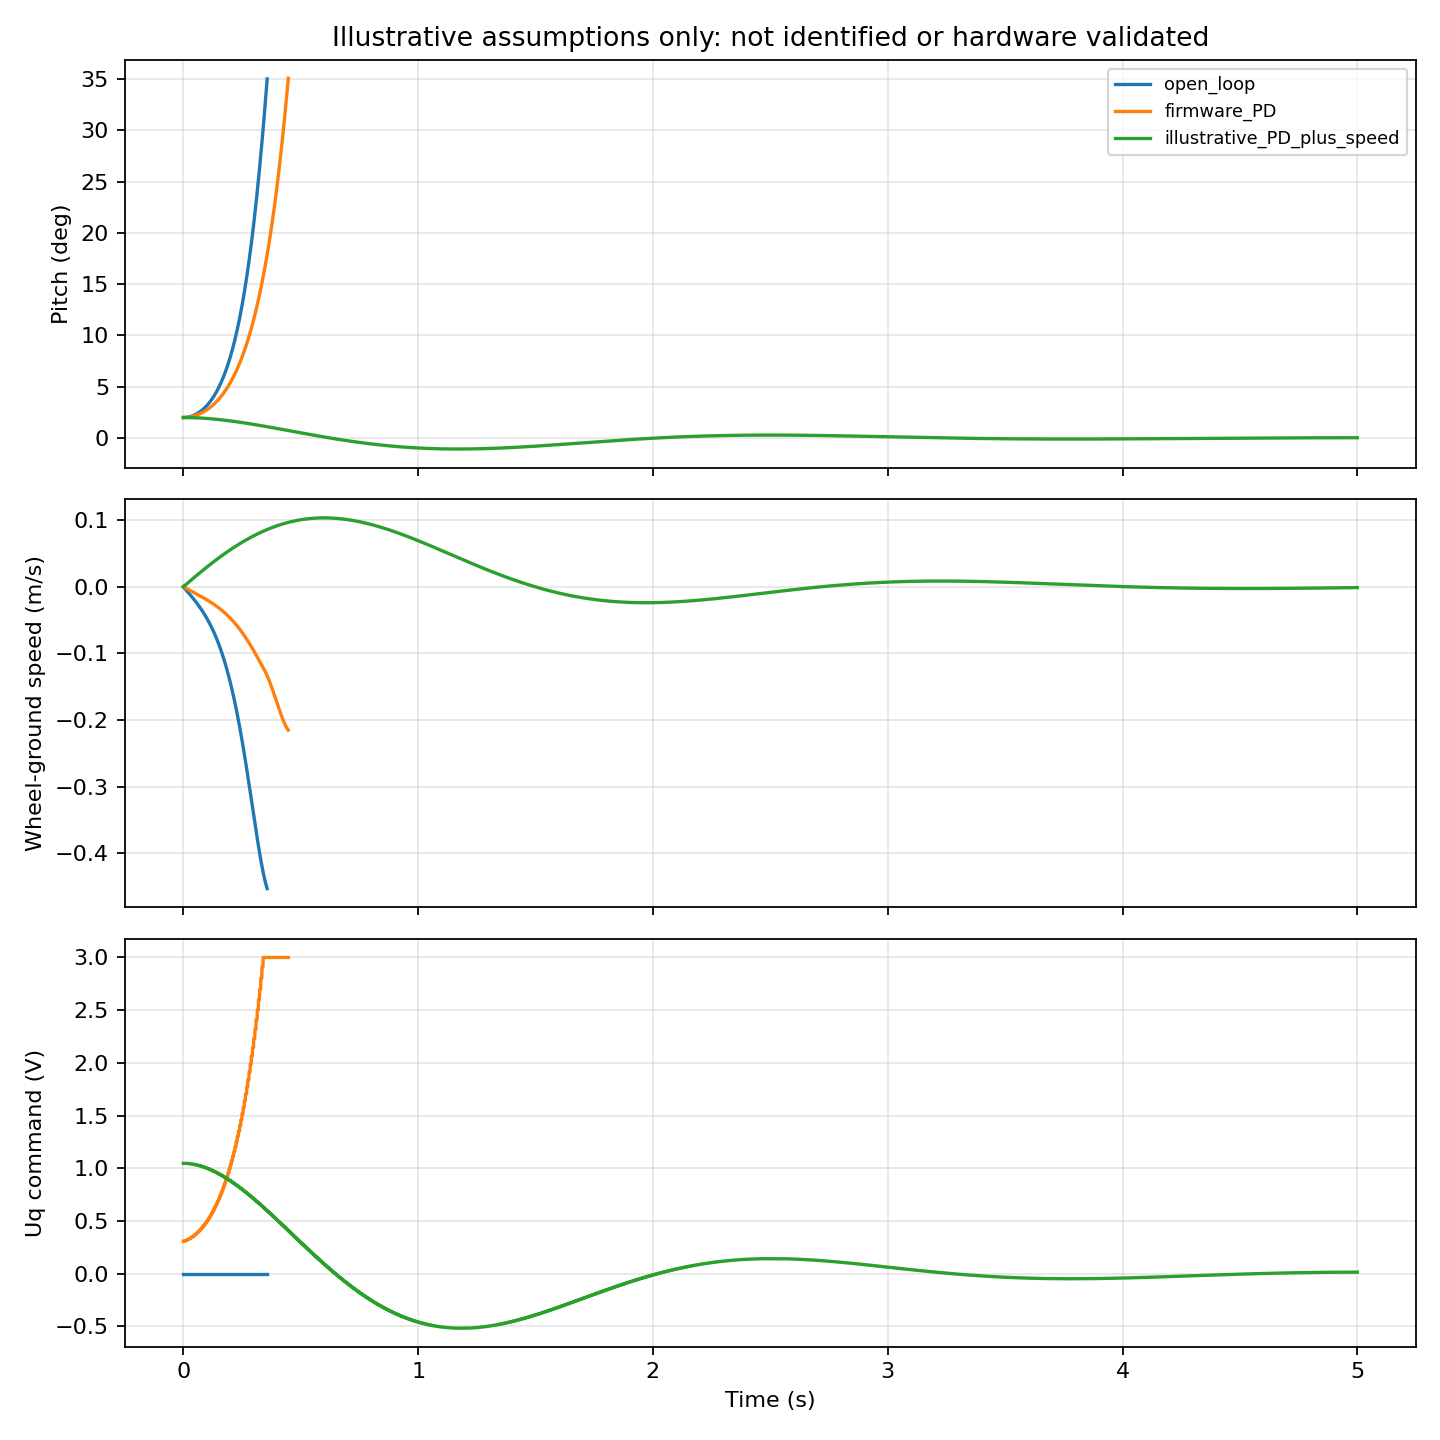 Illustrative assumptions only: not identified or hardware validated
35
30
25
20
15
10
5
0
Pitch (deg)
open_loop
firmware_PD
illustrative_PD_plus_speed
0.1
0.0
−0.1
−0.2
−0.3
−0.4
Wheel-ground speed (m/s)
3.0
2.5
2.0
1.5
1.0
0.5
0.0
−0.5
Uq command (V)
0 1 2 3 4 5
Time (s)